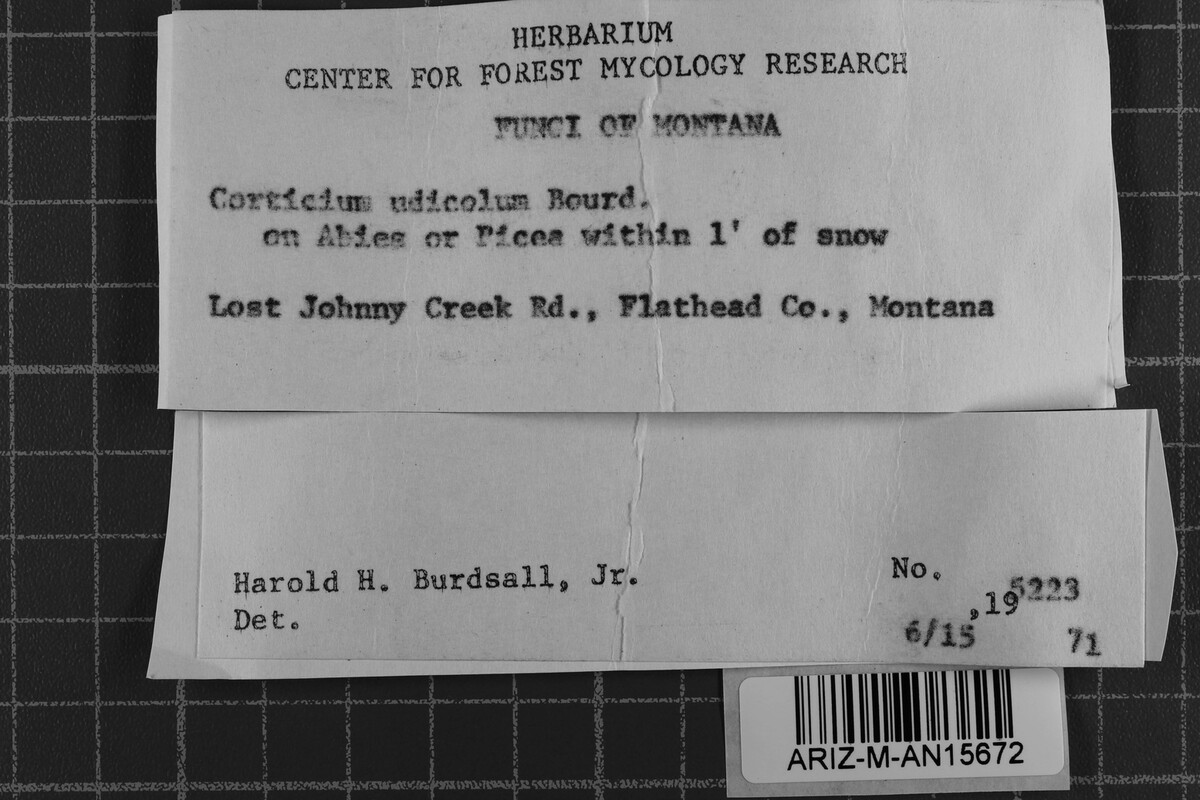 HERBARIUM
CENTER FOR FOREST MYCOLOGY RESEARCH
FUNGI OF MONTANA
Corticium udicolum Bourd.
on Abies or Picea within 1' of snow
Lost Johnny Creek Rd., Flathead Co., Montana
Harold H. Burdsall, Jr.
Det.
No.
5223
,19
6/15 71
ARIZ-M-AN15672